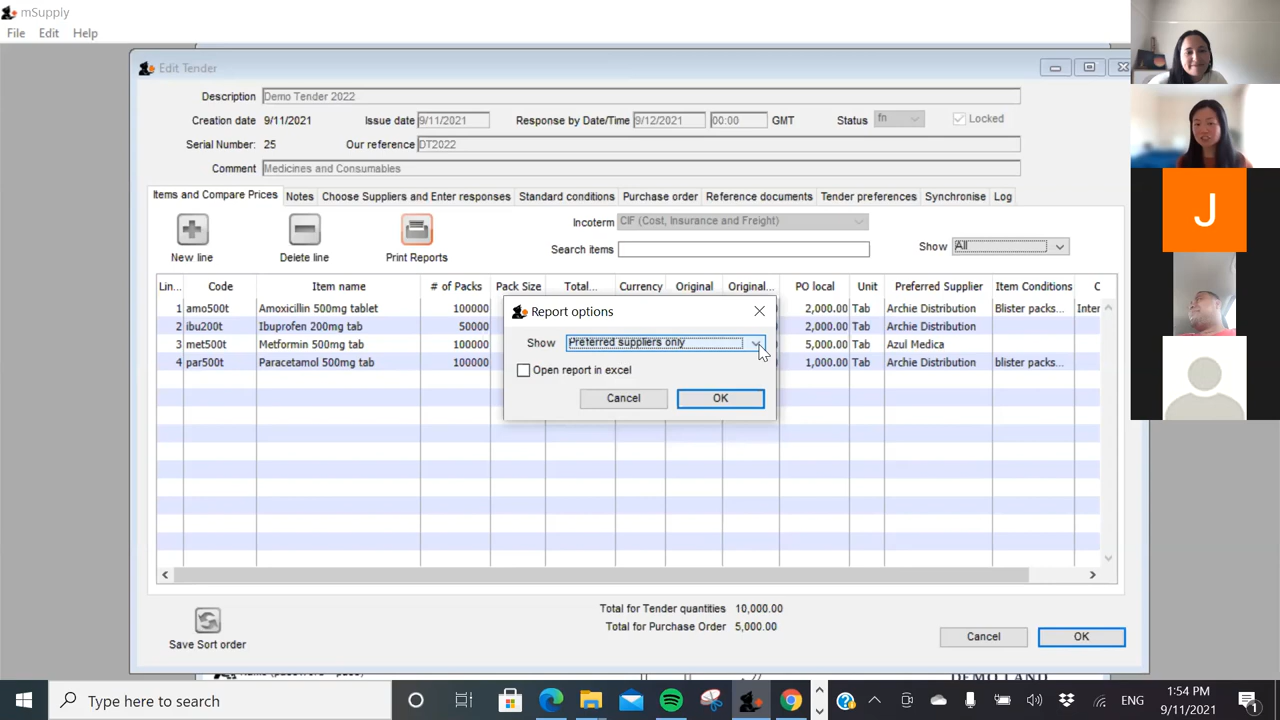 mSupply
File Edit Help
Edit Tender
Description Demo Tender 2022
Creation date 9/11/2021 Issue date 9/11/2021 Response by Date/Time 9/12/2021 00:00 GMT Status fn Locked
Serial Number: 25 Our reference DT2022
Comment Medicines and Consumables
Items and Compare Prices Notes Choose Suppliers and Enter responses Standard conditions Purchase order Reference documents Tender preferences Synchronise Log
Incoterm CIF (Cost, Insurance and Freight)
Search items Show All
New line Delete line Print Reports
Lin... Code Item name # of Packs Pack Size Total... Currency Original Original... PO local Unit Preferred Supplier Item Conditions C
1 amo500t Amoxicillin 500mg tablet 100000 2,000.00 Tab Archie Distribution Blister packs... Inter
2 ibu200t Ibuprofen 200mg tab 50000 2,000.00 Tab Archie Distribution
3 met500t Metformin 500mg tab 100000 5,000.00 Tab Azul Medica
4 par500t Paracetamol 500mg tab 100000 1,000.00 Tab Archie Distribution blister packs...
Report options
Show Preferred suppliers only
Open report in excel
Cancel OK
Total for Tender quantities 10,000.00
Total for Purchase Order 5,000.00
Save Sort order
Cancel OK
J
Type here to search
ENG
1:54 PM
9/11/2021
1